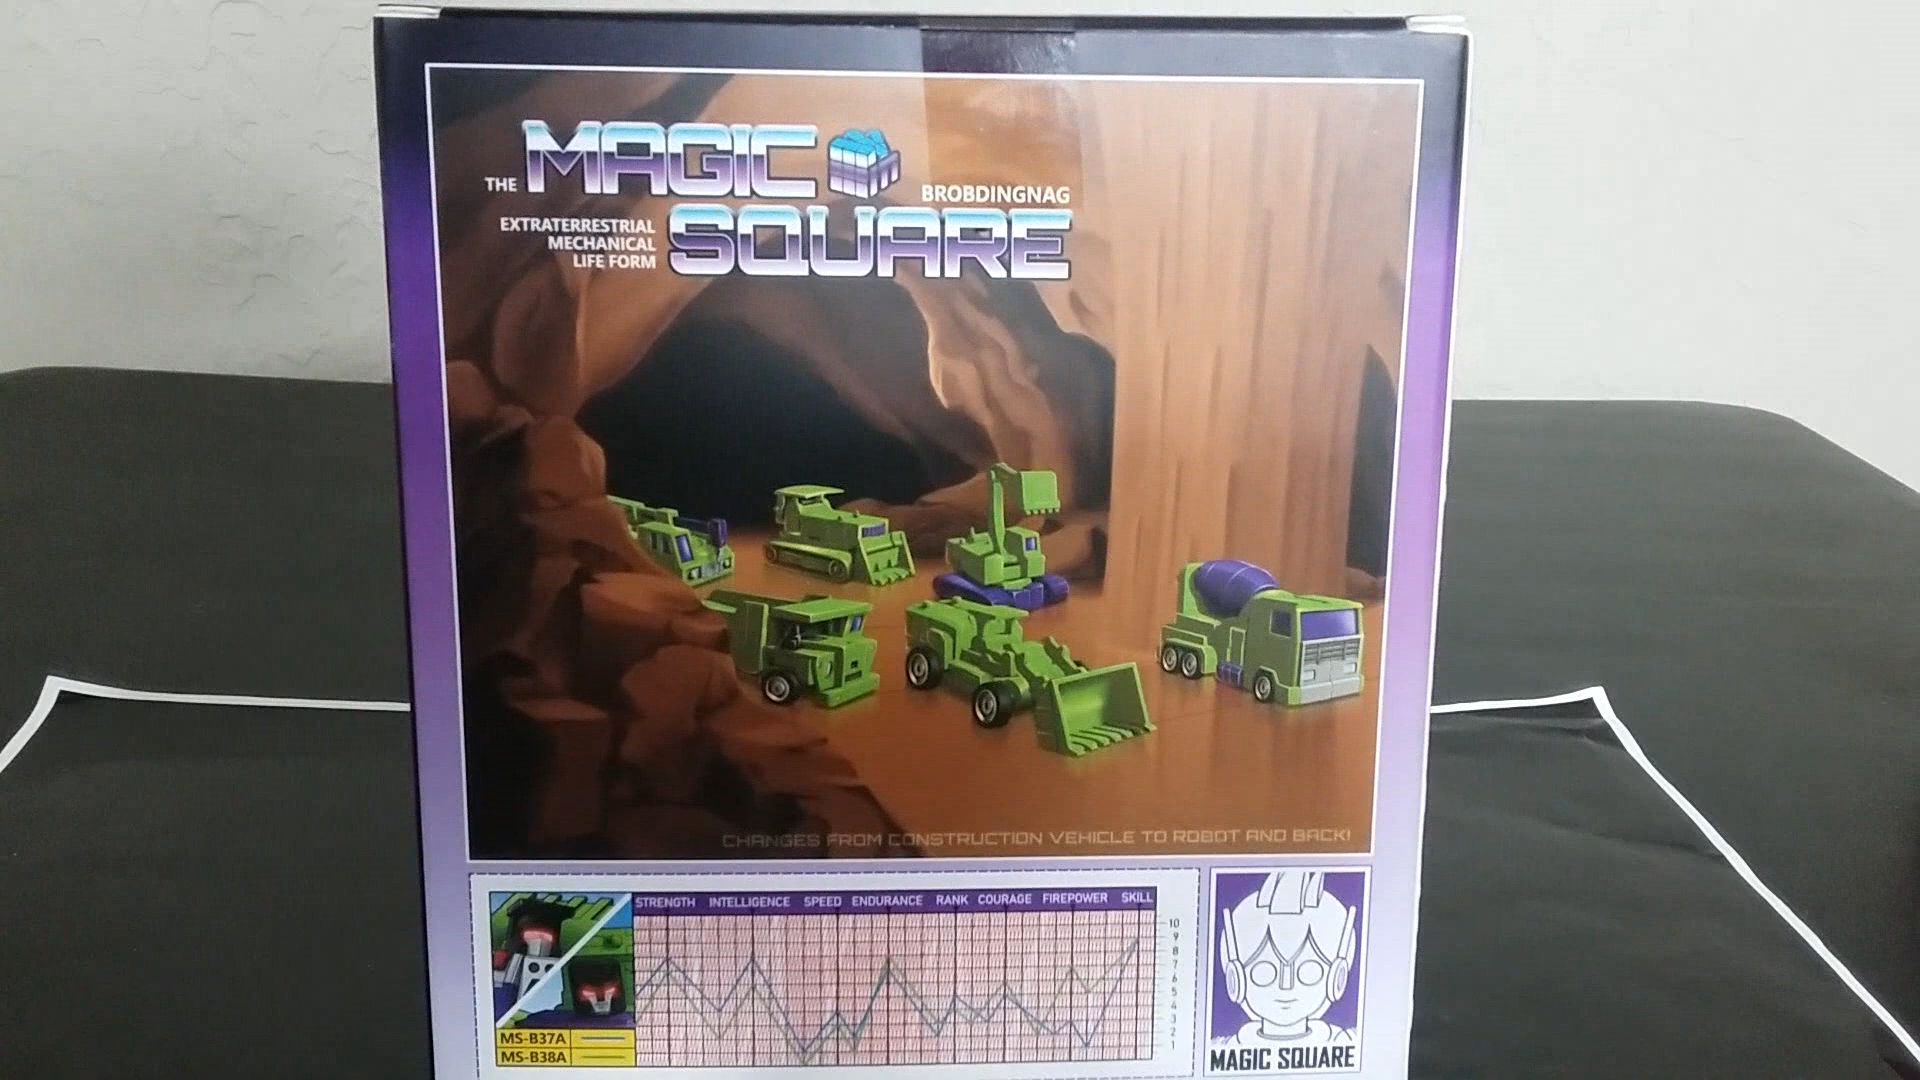 THE MAGIC
BROBDINGNAG
EXTRATERRESTRIAL
MECHANICAL
LIFE FORM
SQUARE
CHANGES FROM CONSTRUCTION VEHICLE TO ROBOT AND BACK!
STRENGTH INTELLIGENCE SPEED ENDURANCE RANK COURAGE FIREPOWER SKILL
10
9
8
7
6
5
4
3
2
1
MS-B37A
MS-B38A
MAGIC SQUARE